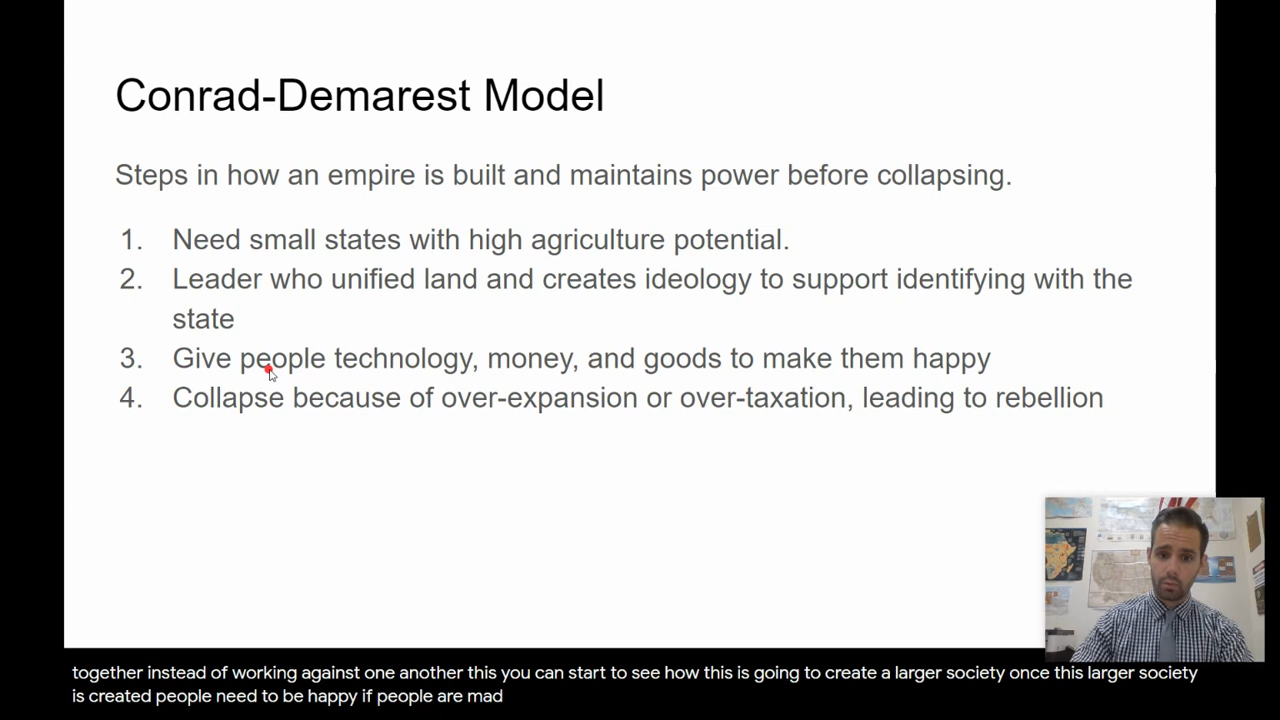 Conrad-Demarest Model
Steps in how an empire is built and maintains power before collapsing.
1. Need small states with high agriculture potential.
2. Leader who unified land and creates ideology to support identifying with the
state
3. Give people technology, money, and goods to make them happy
4. Collapse because of over-expansion or over-taxation, leading to rebellion
together instead of working against one another this you can start to see how this is going to create a larger society once this larger society
is created people need to be happy if people are mad